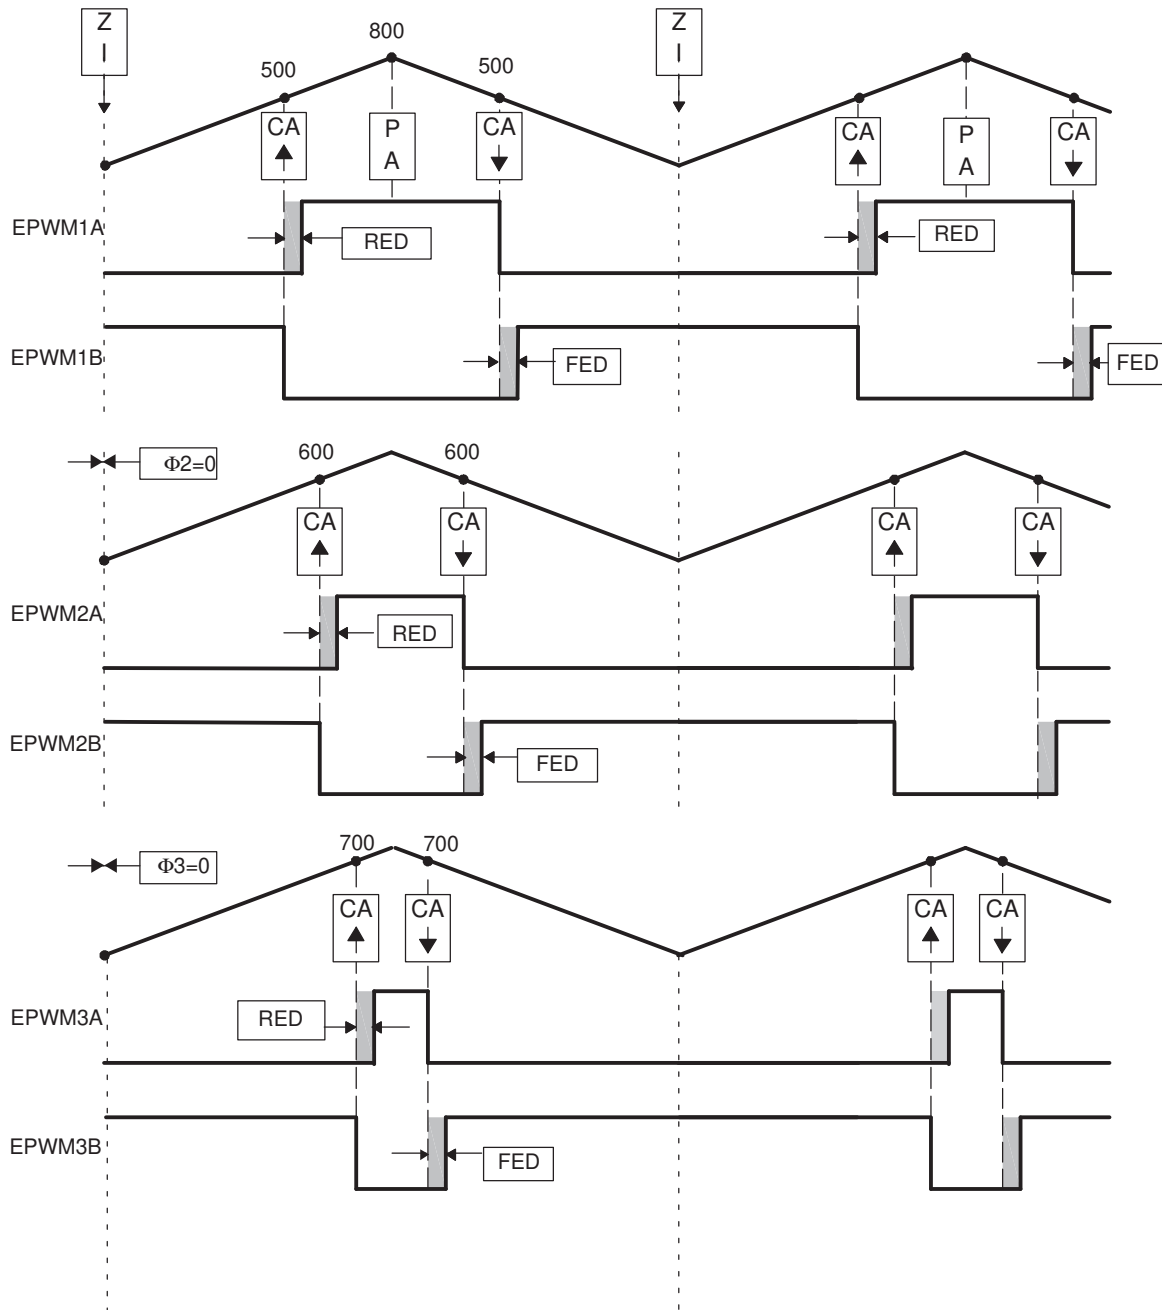 Z
I
800
Z
I
500
500
CA
P
A
CA
CA
P
A
CA
EPWM1A
RED
RED
EPWM1B
FED
FED
Φ2=0
600
600
CA
CA
CA
CA
EPWM2A
RED
EPWM2B
FED
Φ3=0
700
700
CA
CA
CA
CA
EPWM3A
RED
EPWM3B
FED